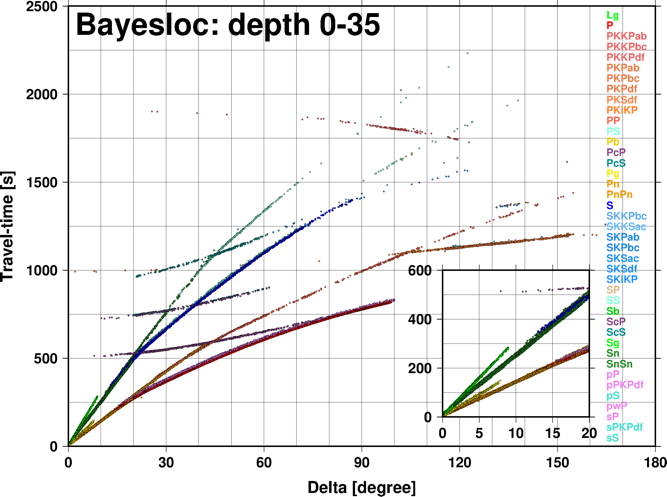 Bayesloc: depth 0-35
Travel-time [s]
2500
2000
1500
1000
500
0
0
30
60
90
120
150
180
Delta [degree]
600
400
200
0
0
5
10
15
20
Lg
P
PKKPab
PKKPbc
PKKPdf
PKPab
PKPbc
PKPdf
PKSdf
PKiKP
PP
PS
Pb
PcP
PcS
Pg
Pn
PnPn
S
SKKPbc
SKKSac
SKPab
SKPbc
SKSac
SKSdf
SKiKP
SP
SS
Sb
ScP
ScS
Sg
Sn
SnSn
pP
pPKPdf
pS
pwP
sP
sPKPdf
sS